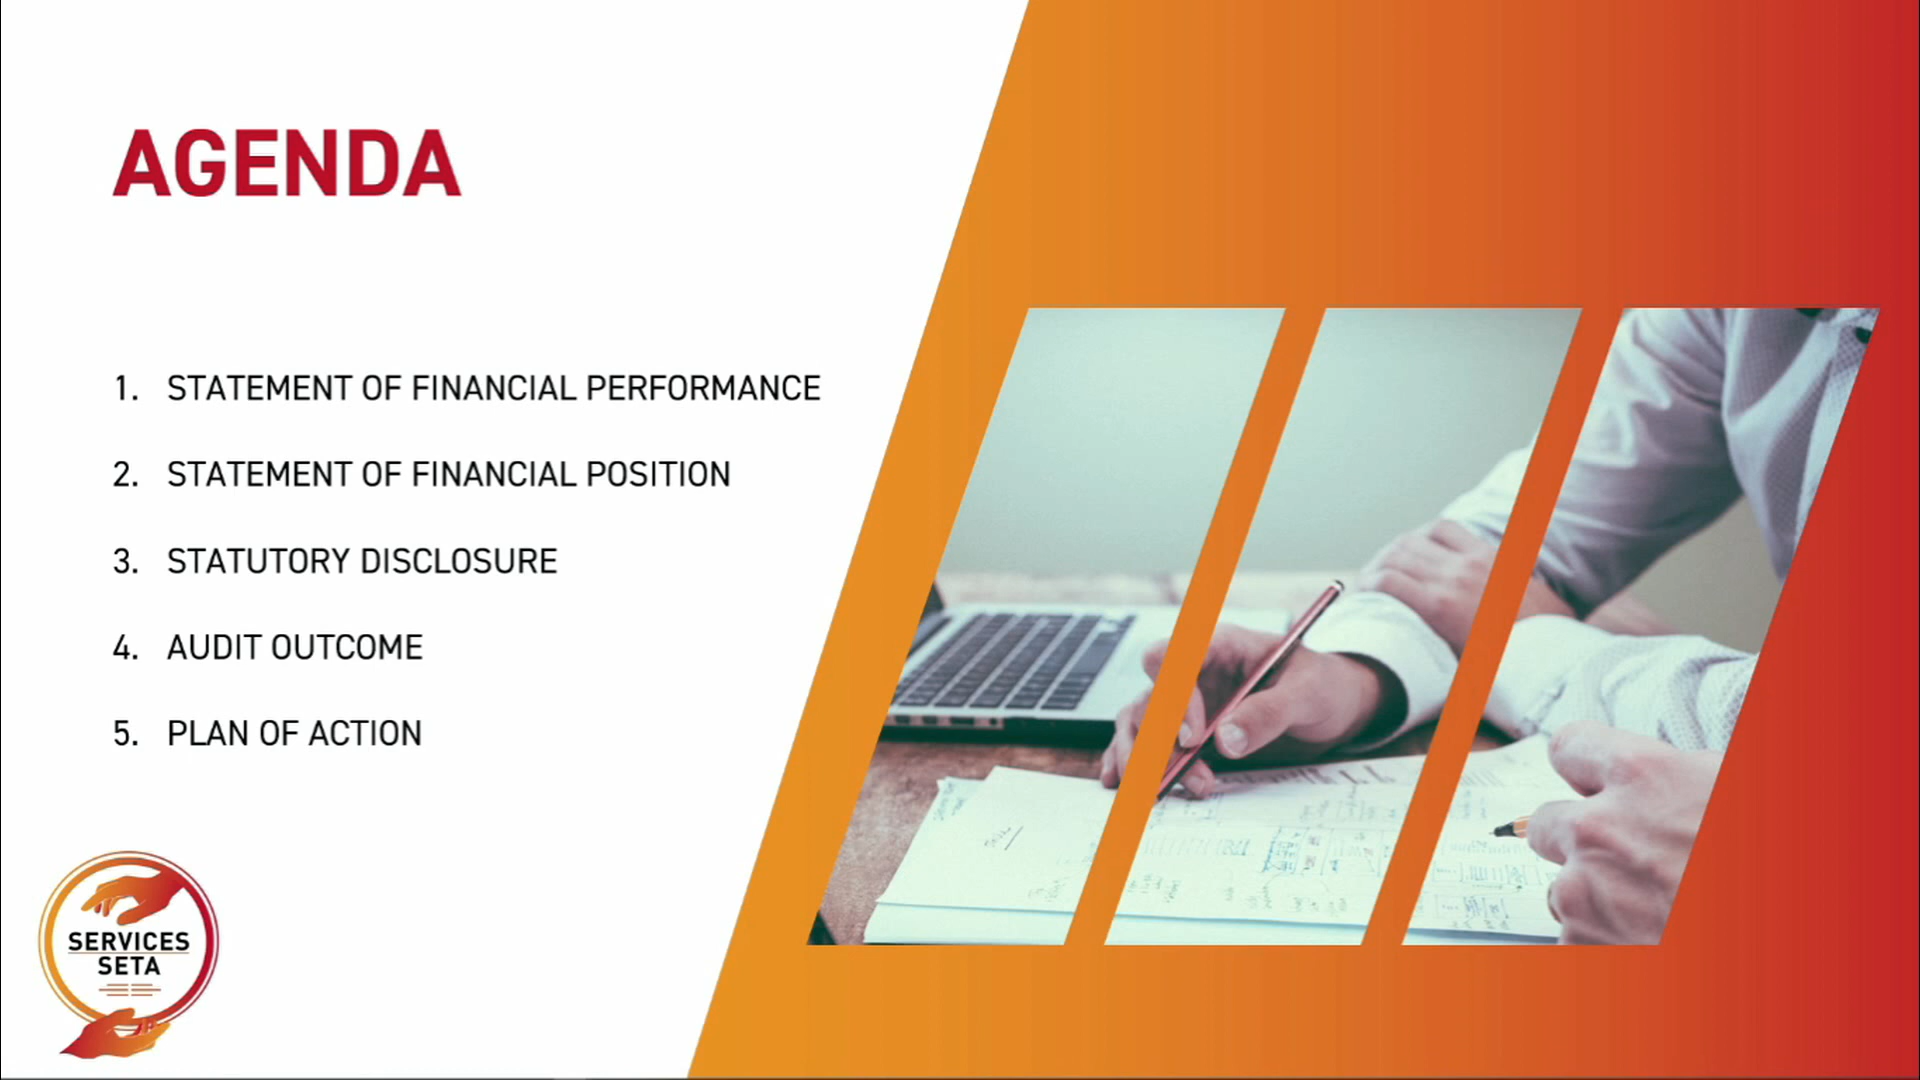 AGENDA
1. STATEMENT OF FINANCIAL PERFORMANCE
2. STATEMENT OF FINANCIAL POSITION
3. STATUTORY DISCLOSURE
4. AUDIT OUTCOME
5. PLAN OF ACTION
SERVICES
SETA